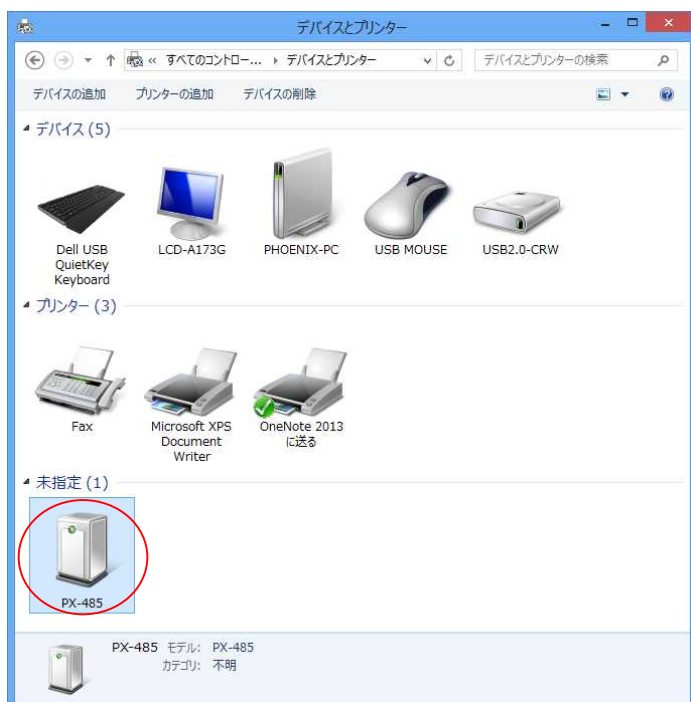 デバイスとプリンター
« すべてのコントロー... ▸ デバイスとプリンター
デバイスとプリンターの検索
デバイスの追加 プリンターの追加 デバイスの削除
デバイス (5)
Dell USB
QuietKey
Keyboard
LCD-A173G
PHOENIX-PC
USB MOUSE
USB2.0-CRW
プリンター (3)
Fax
Microsoft XPS
Document
Writer
OneNote 2013
に送る
未指定 (1)
PX-485
PX-485 モデル: PX-485
カテゴリ: 不明